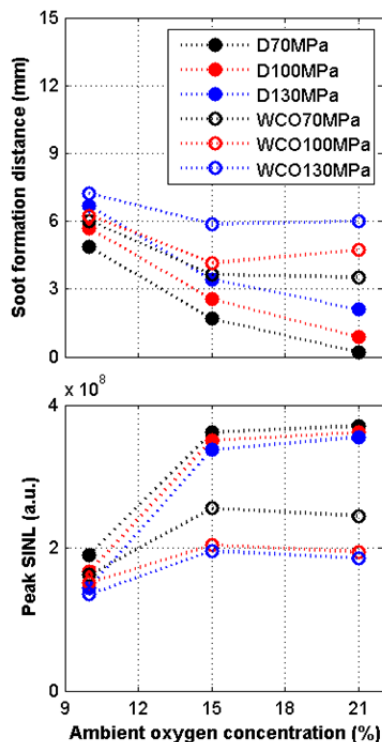 15
12
9
6
3
0
Soot formation distance (mm)
D70MPa
D100MPa
D130MPa
WCO70MPa
WCO100MPa
WCO130MPa
x 10^8
4
2
0
Peak SINL (a.u.)
9 12 15 18 21
Ambient oxygen concentration (%)